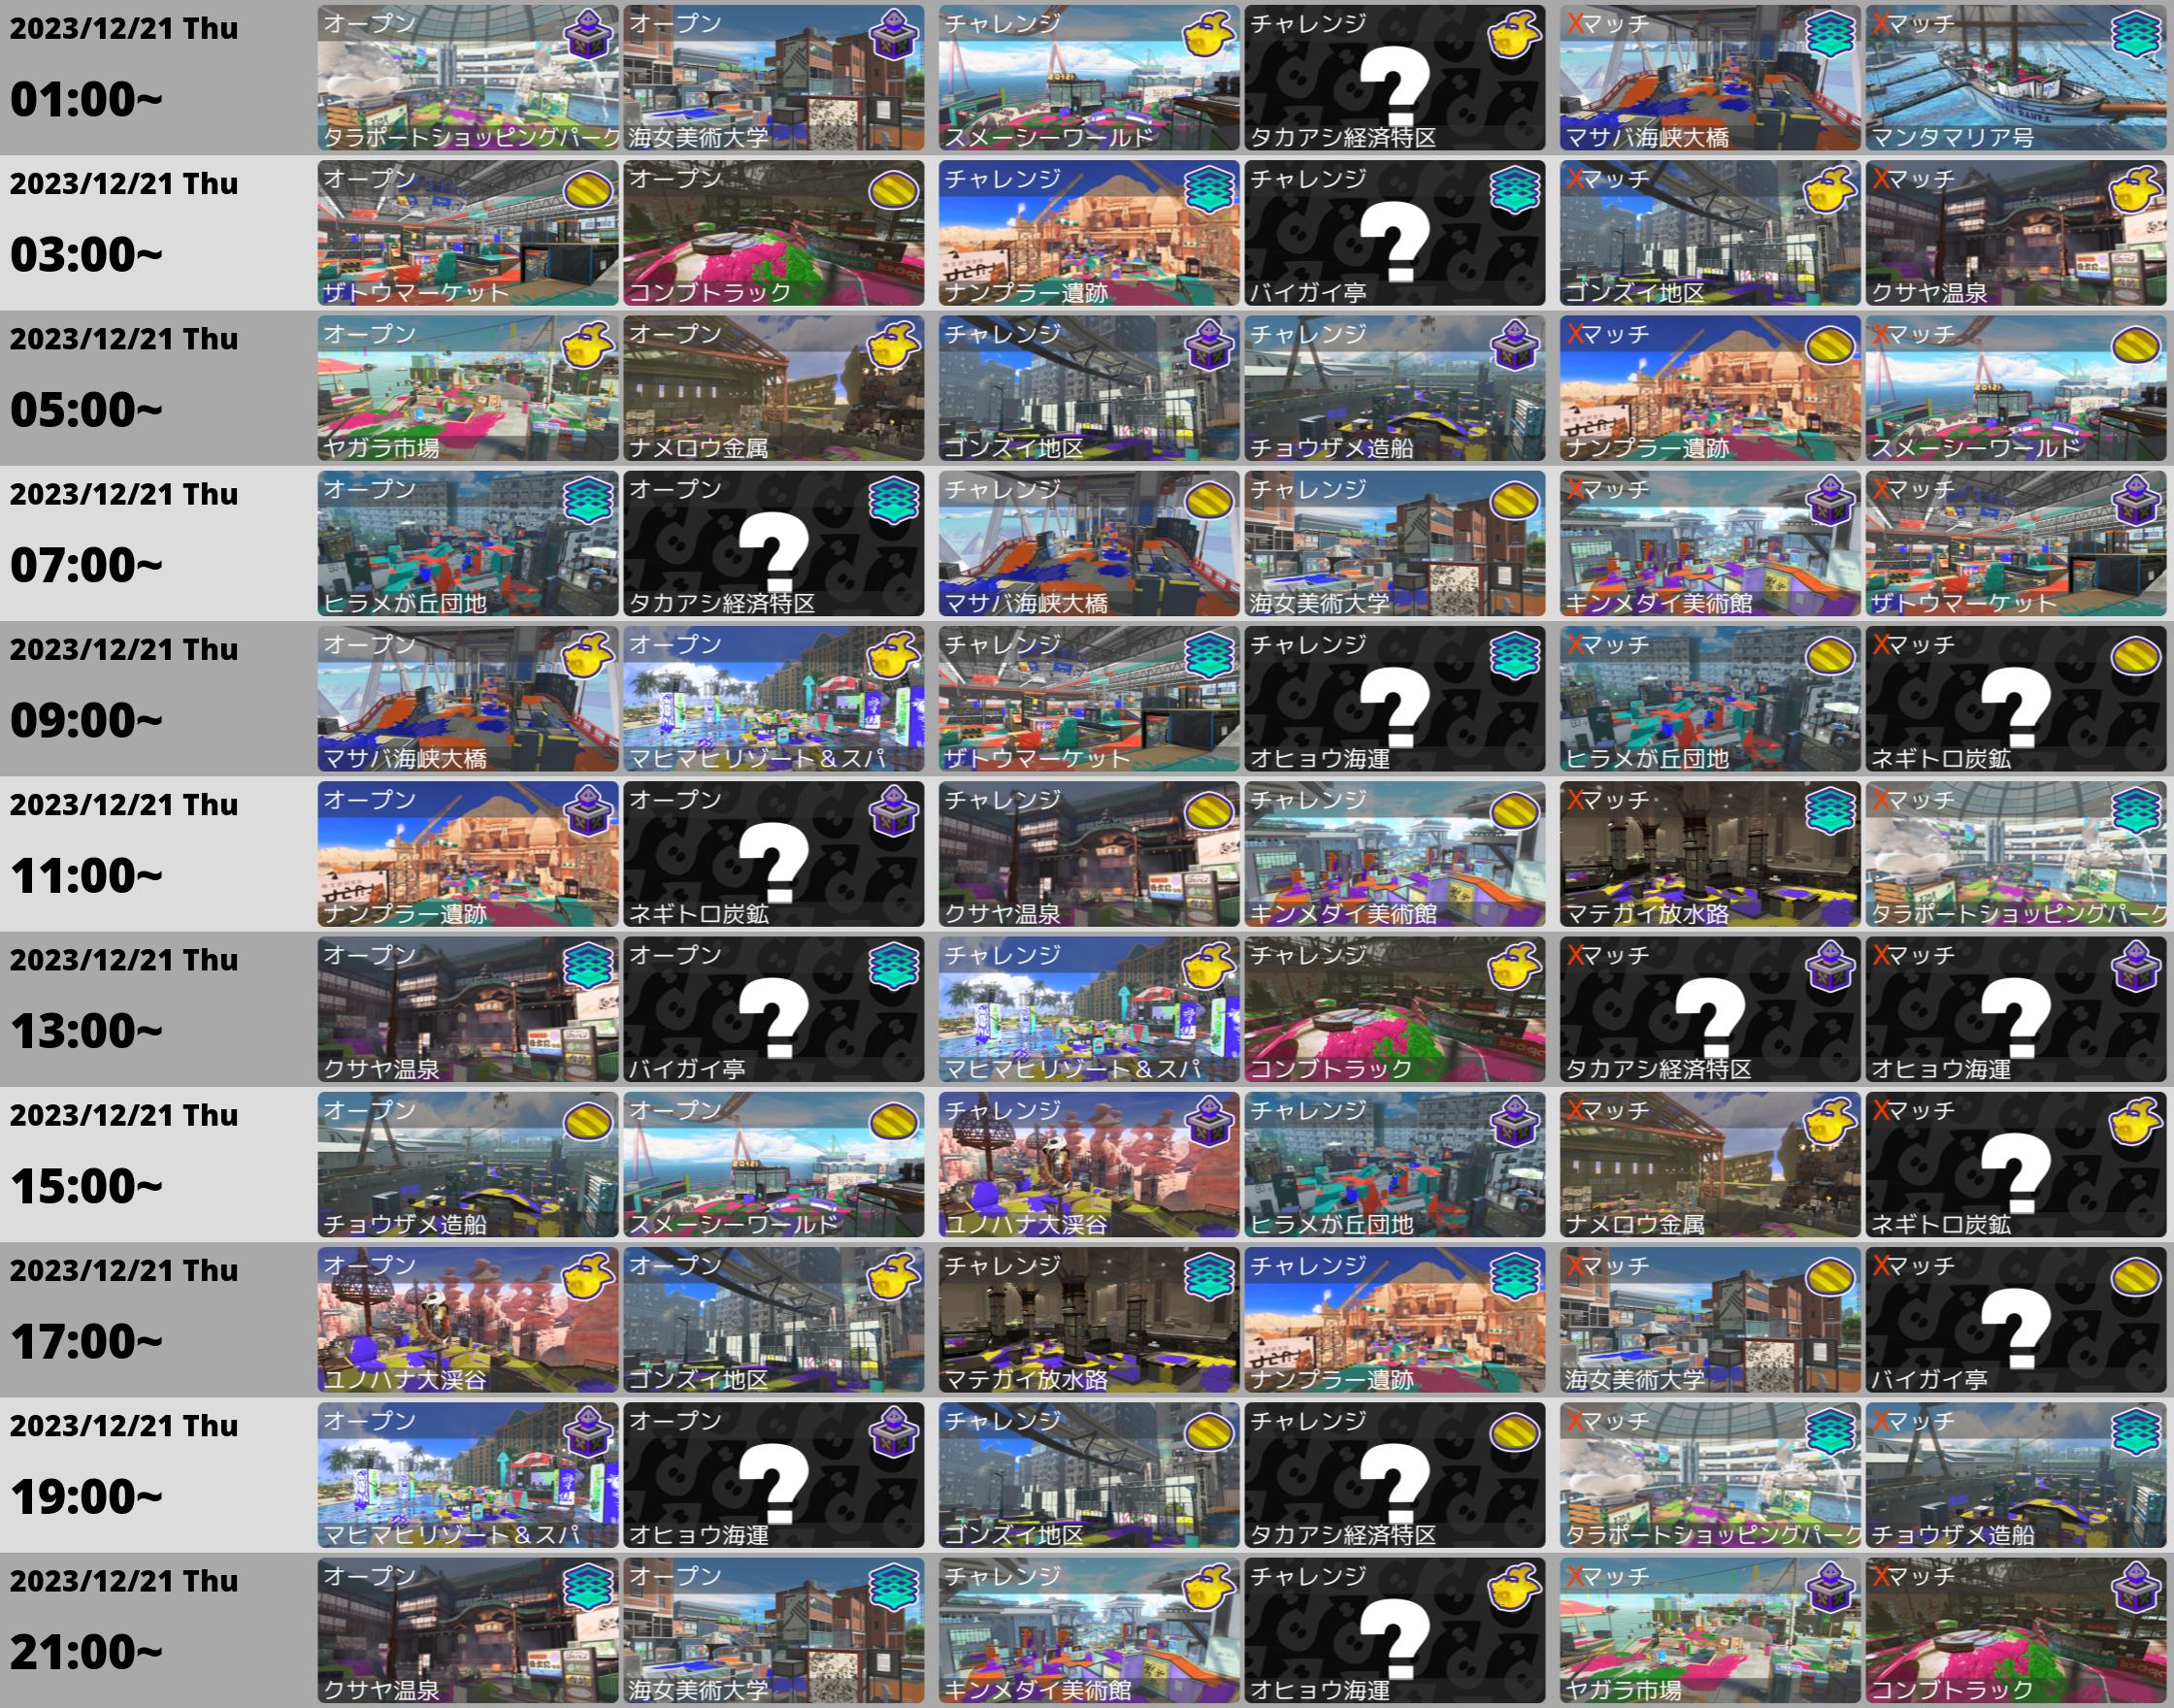 2023/12/21 Thu
01:00~
オープン
タラポートショッピングパーク
オープン
海女美術大学
チャレンジ
スメーシーワールド
チャレンジ
?
タカアシ経済特区
Xマッチ
マサバ海峡大橋
Xマッチ
マンタマリア号
2023/12/21 Thu
03:00~
オープン
ザトウマーケット
オープン
コンブトラック
チャレンジ
ナンプラー遺跡
チャレンジ
?
バイガイ亭
Xマッチ
ゴンズイ地区
Xマッチ
クサヤ温泉
2023/12/21 Thu
05:00~
オープン
ヤガラ市場
オープン
ナメロウ金属
チャレンジ
ゴンズイ地区
チャレンジ
チョウザメ造船
Xマッチ
ナンプラー遺跡
Xマッチ
スメーシーワールド
2023/12/21 Thu
07:00~
オープン
ヒラメが丘団地
オープン
?
タカアシ経済特区
チャレンジ
マサバ海峡大橋
チャレンジ
海女美術大学
Xマッチ
キンメダイ美術館
Xマッチ
ザトウマーケット
2023/12/21 Thu
09:00~
オープン
マサバ海峡大橋
オープン
マヒマヒリゾート＆スパ
チャレンジ
ザトウマーケット
チャレンジ
?
オヒョウ海運
Xマッチ
ヒラメが丘団地
Xマッチ
?
ネギトロ炭鉱
2023/12/21 Thu
11:00~
オープン
ナンプラー遺跡
オープン
?
ネギトロ炭鉱
チャレンジ
クサヤ温泉
チャレンジ
キンメダイ美術館
Xマッチ
マテガイ放水路
Xマッチ
タラポートショッピングパーク
2023/12/21 Thu
13:00~
オープン
クサヤ温泉
オープン
?
バイガイ亭
チャレンジ
マヒマヒリゾート＆スパ
チャレンジ
コンブトラック
Xマッチ
?
タカアシ経済特区
Xマッチ
?
オヒョウ海運
2023/12/21 Thu
15:00~
オープン
チョウザメ造船
オープン
スメーシーワールド
チャレンジ
ユノハナ大渓谷
チャレンジ
ヒラメが丘団地
Xマッチ
ナメロウ金属
Xマッチ
?
ネギトロ炭鉱
2023/12/21 Thu
17:00~
オープン
ユノハナ大渓谷
オープン
ゴンズイ地区
チャレンジ
マテガイ放水路
チャレンジ
ナンプラー遺跡
Xマッチ
海女美術大学
Xマッチ
?
バイガイ亭
2023/12/21 Thu
19:00~
オープン
マヒマヒリゾート＆スパ
オープン
?
オヒョウ海運
チャレンジ
ゴンズイ地区
チャレンジ
?
タカアシ経済特区
Xマッチ
タラポートショッピングパーク
Xマッチ
チョウザメ造船
2023/12/21 Thu
21:00~
オープン
クサヤ温泉
オープン
海女美術大学
チャレンジ
キンメダイ美術館
チャレンジ
?
オヒョウ海運
Xマッチ
ヤガラ市場
Xマッチ
コンブトラック